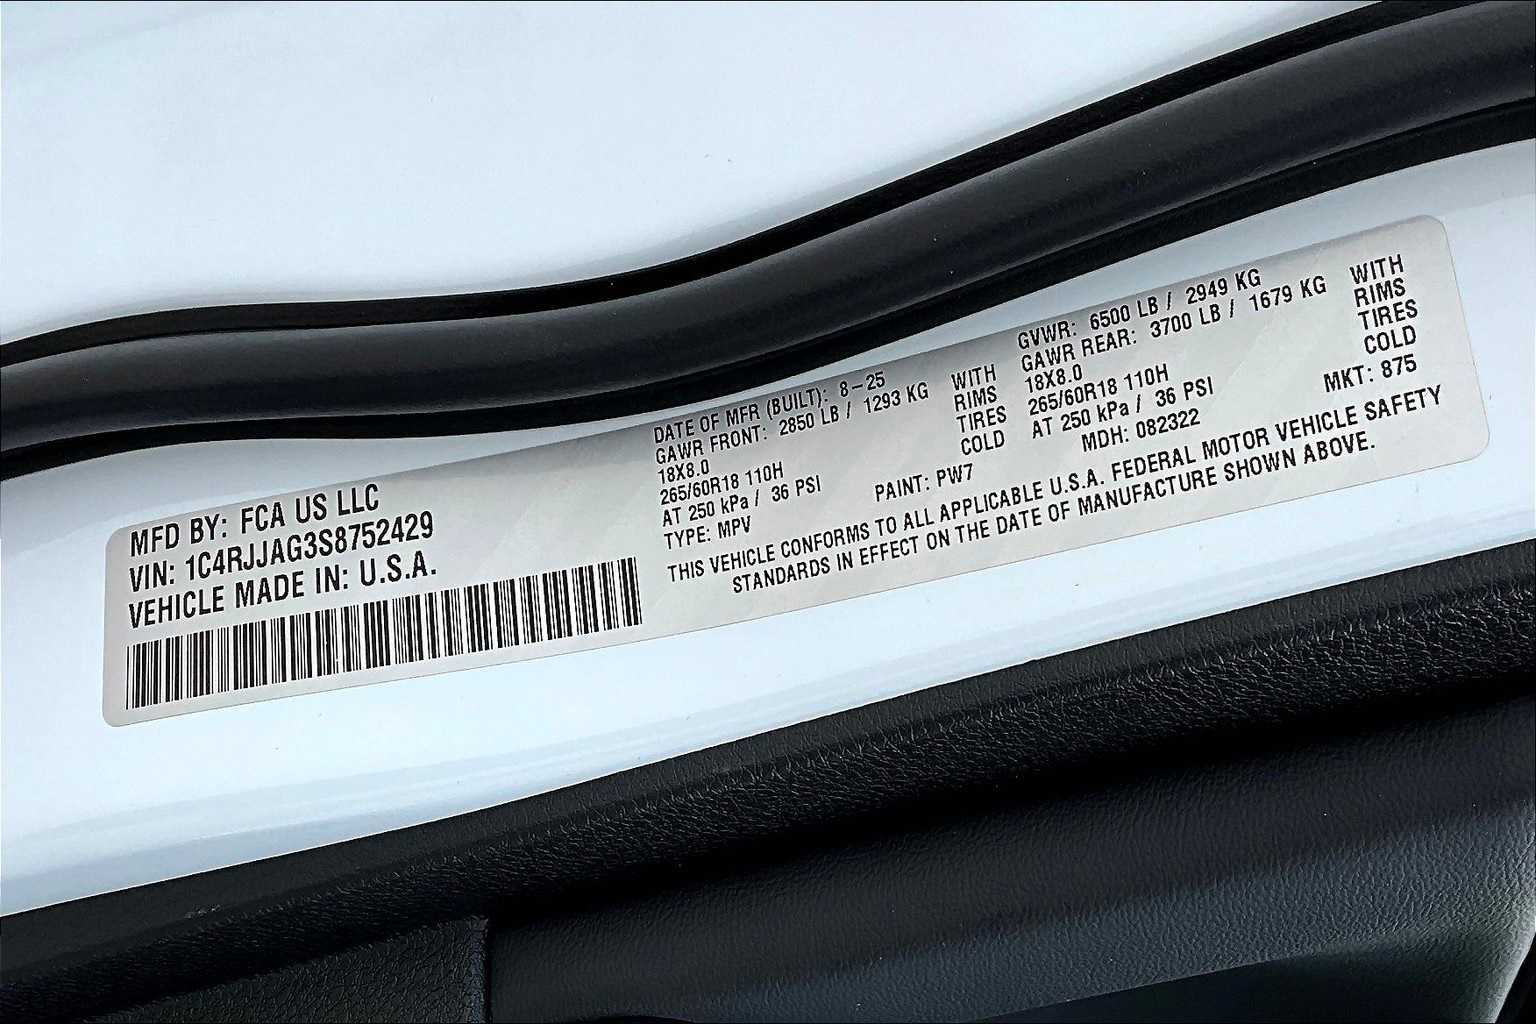 MFD BY: FCA US LLC
VIN: 1C4RJJAG3S8752429
VEHICLE MADE IN: U.S.A.
DATE OF MFR (BUILT): 8-25
GAWR FRONT: 2850 LB / 1293 KG
18X8.0
265/60R18 110H
AT 250 kPa / 36 PSI
TYPE: MPV
WITH
RIMS
TIRES
COLD
PAINT: PW7
GVWR: 6500 LB / 2949 KG
GAWR REAR: 3700 LB / 1679 KG
18X8.0
265/60R18 110H
AT 250 kPa / 36 PSI
MDH: 082322
WITH
RIMS
TIRES
COLD
MKT: 875
THIS VEHICLE CONFORMS TO ALL APPLICABLE U.S.A. FEDERAL MOTOR VEHICLE SAFETY
STANDARDS IN EFFECT ON THE DATE OF MANUFACTURE SHOWN ABOVE.